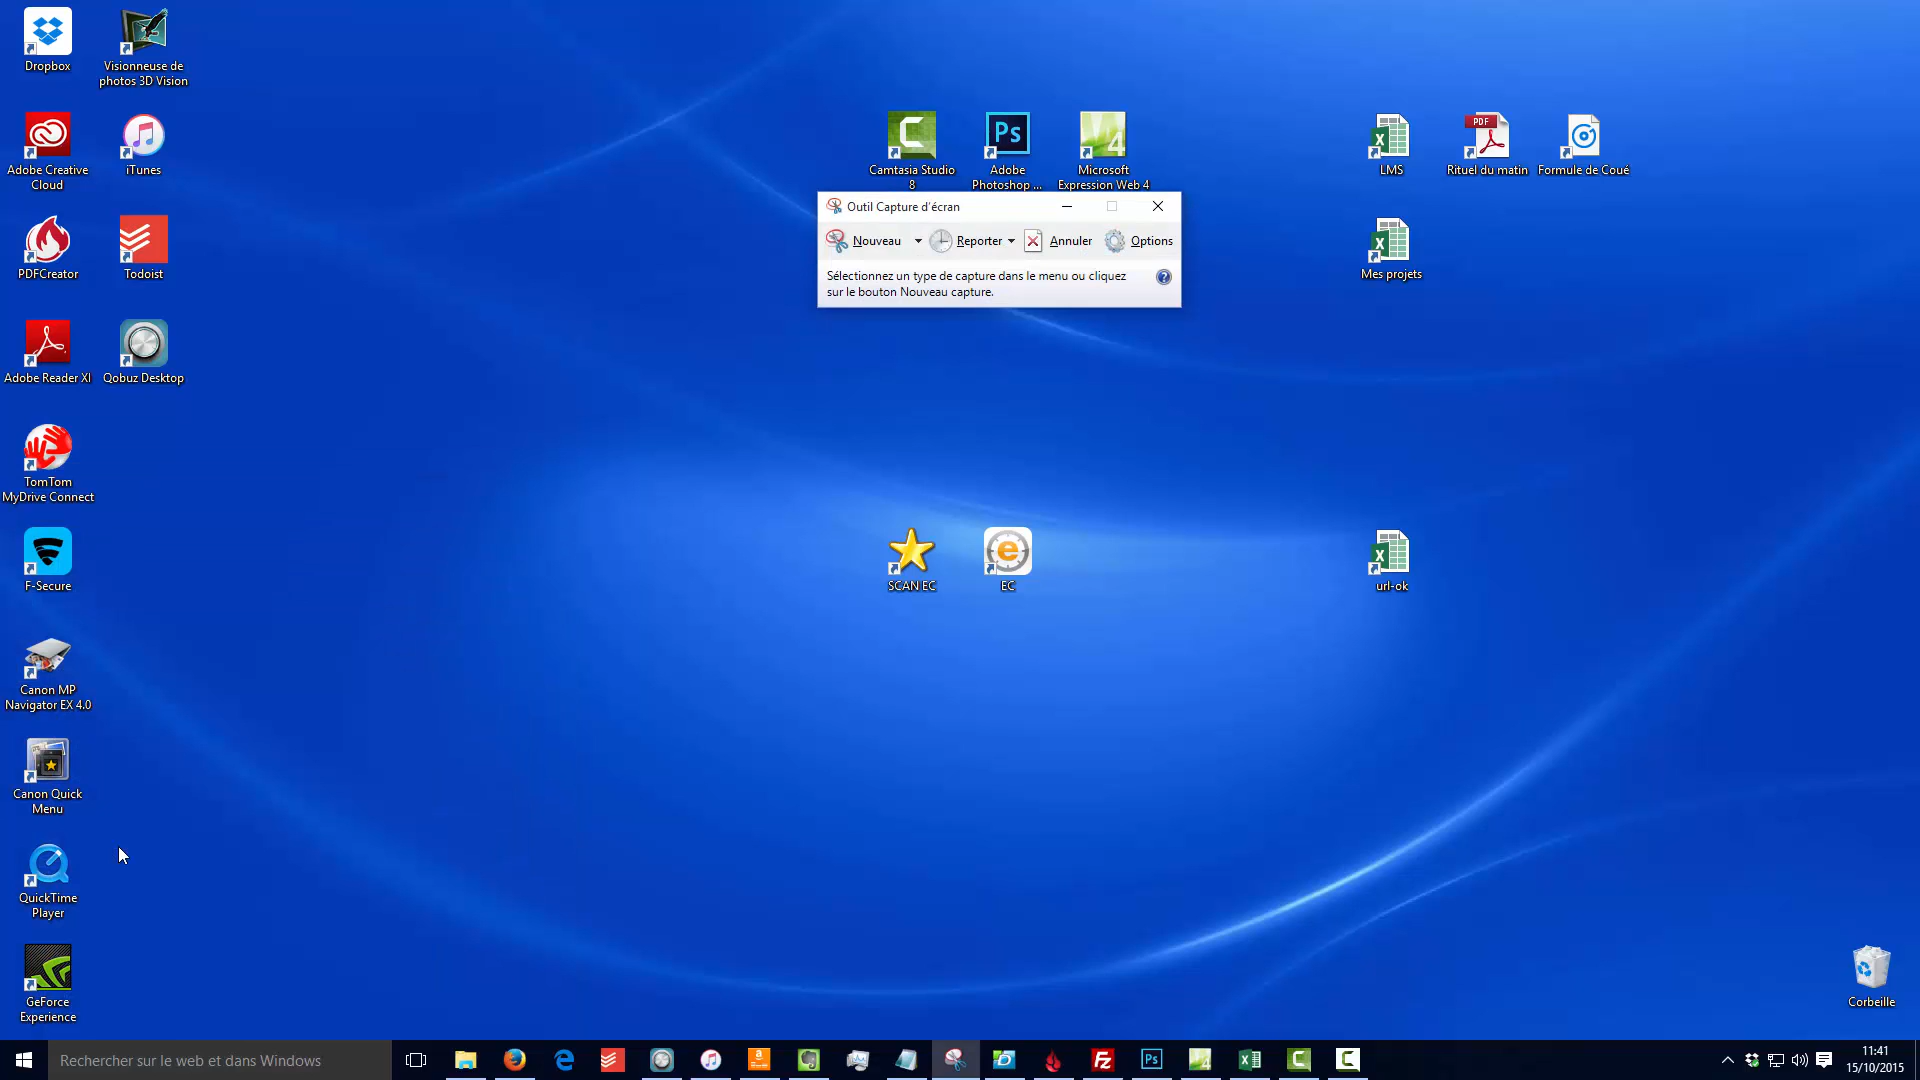 Dropbox
Visionneuse de
photos 3D Vision
Adobe Creative
Cloud
iTunes
Camtasia Studio
8
Ps
Adobe
Photoshop ...
4
Microsoft
Expression Web 4
LMS
PDF
Rituel du matin
Formule de Coué
Outil Capture d'écran
Nouveau
Reporter
Annuler
Options
Sélectionnez un type de capture dans le menu ou cliquez
sur le bouton Nouveau capture.
PDFCreator
Todoist
Mes projets
Adobe Reader XI
Qobuz Desktop
TomTom
MyDrive Connect
F-Secure
SCAN EC
EC
url-ok
Canon MP
Navigator EX 4.0
Canon Quick
Menu
QuickTime
Player
GeForce
Experience
Corbeille
Rechercher sur le web et dans Windows
11:41
15/10/2015